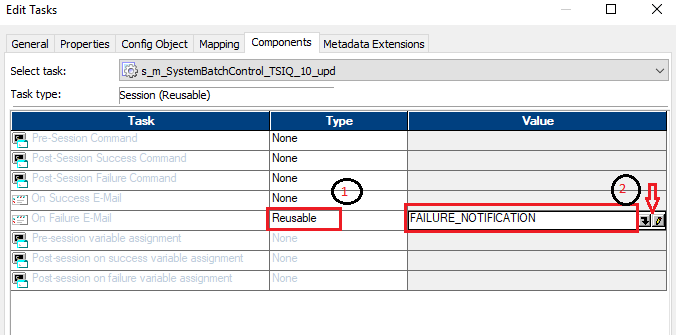 Edit Tasks
General Properties Config Object Mapping Components Metadata Extensions
Select task: s_m_SystemBatchControl_TSIQ_10_upd
Task type: Session (Reusable)
Task Type Value
Pre-Session Command None
Post-Session Success Command None
Post-Session Failure Command None
1 2
On Success E-Mail None
On Failure E-Mail Reusable FAILURE_NOTIFICATION
Pre-session variable assignment None
Post-session on success variable assignment None
Post-session on failure variable assignment None